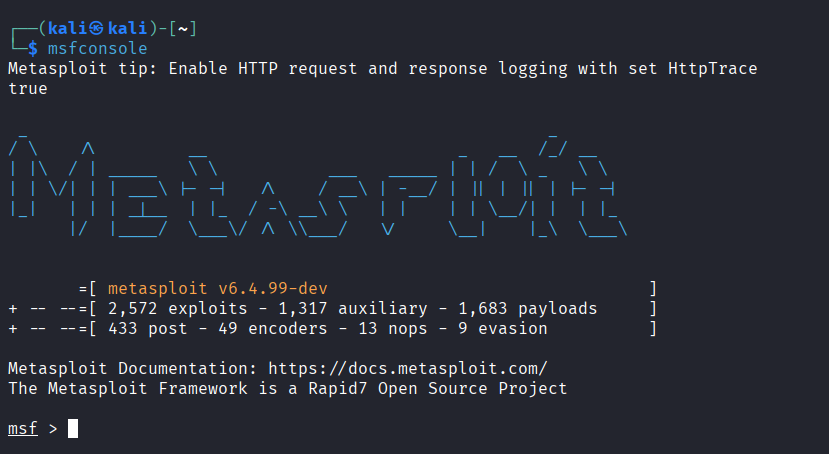 ┌──(kali㉿kali)-[~]
└─$ msfconsole
Metasploit tip: Enable HTTP request and response logging with set HttpTrace
true
METASPLOIT
=[ metasploit v6.4.99-dev ]
+ -- --=[ 2,572 exploits - 1,317 auxiliary - 1,683 payloads ]
+ -- --=[ 433 post - 49 encoders - 13 nops - 9 evasion ]
Metasploit Documentation: https://docs.metasploit.com/
The Metasploit Framework is a Rapid7 Open Source Project
msf >